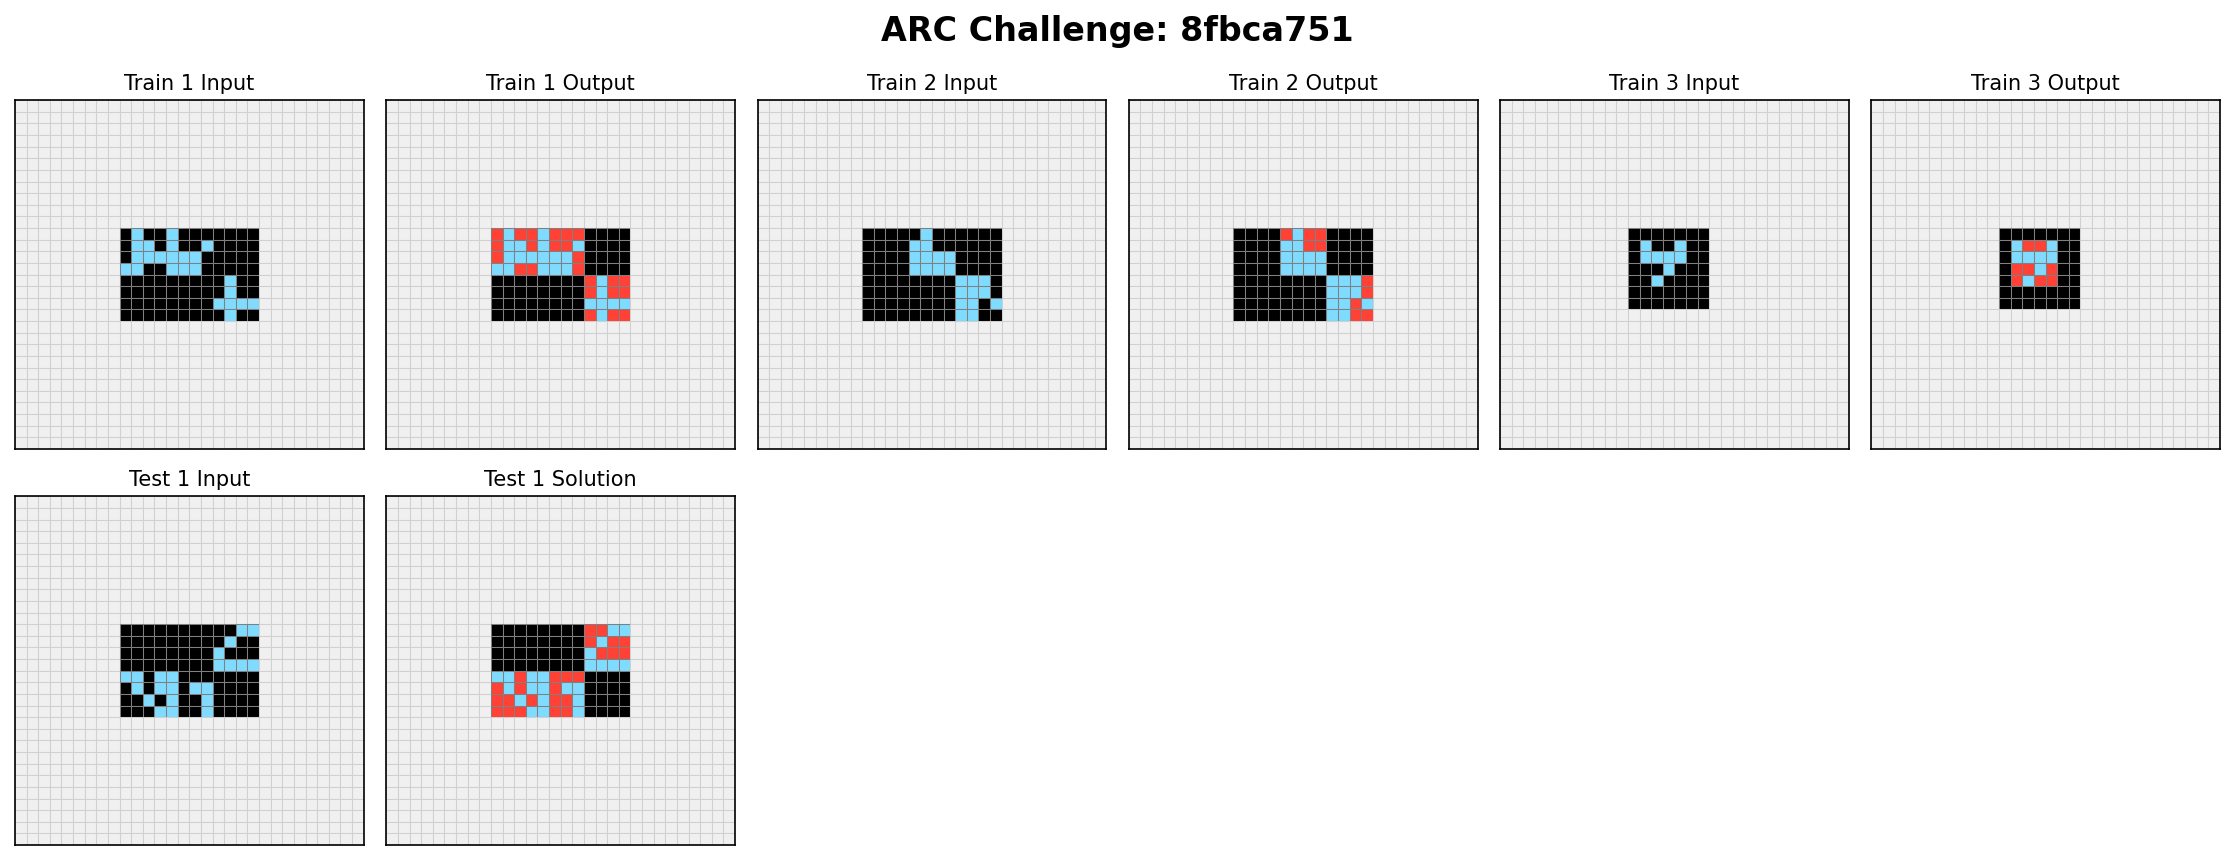 ARC Challenge: 8fbca751
Train 1 Input
Train 1 Output
Train 2 Input
Train 2 Output
Train 3 Input
Train 3 Output
Test 1 Input
Test 1 Solution